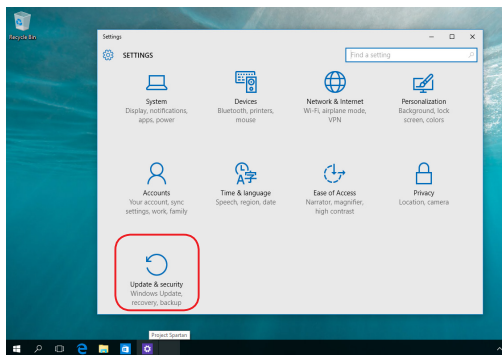 Recycle Bin
Settings
SETTINGS
Find a setting
System
Display, notifications,
apps, power
Devices
Bluetooth, printers,
mouse
Network & Internet
Wi-Fi, airplane mode,
VPN
Personalization
Background, lock
screen, colors
Accounts
Your account, sync
settings, work, family
Time & language
Speech, region, date
Ease of Access
Narrator, magnifier,
high contrast
Privacy
Location, camera
Update & security
Windows Update,
recovery, backup
Project Spartan